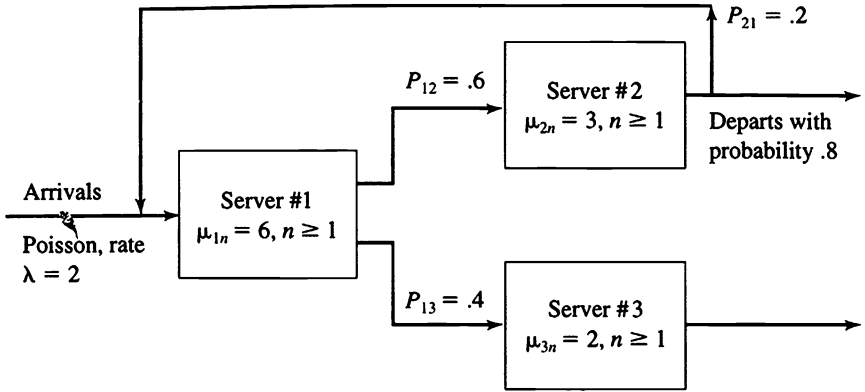 P₂₁ = .2
P₁₂ = .6
Server #2
μ₂ₙ = 3, n ≥ 1
Departs with
probability .8
Arrivals
Server #1
μ₁ₙ = 6, n ≥ 1
Poisson, rate
λ = 2
P₁₃ = .4
Server #3
μ₃ₙ = 2, n ≥ 1